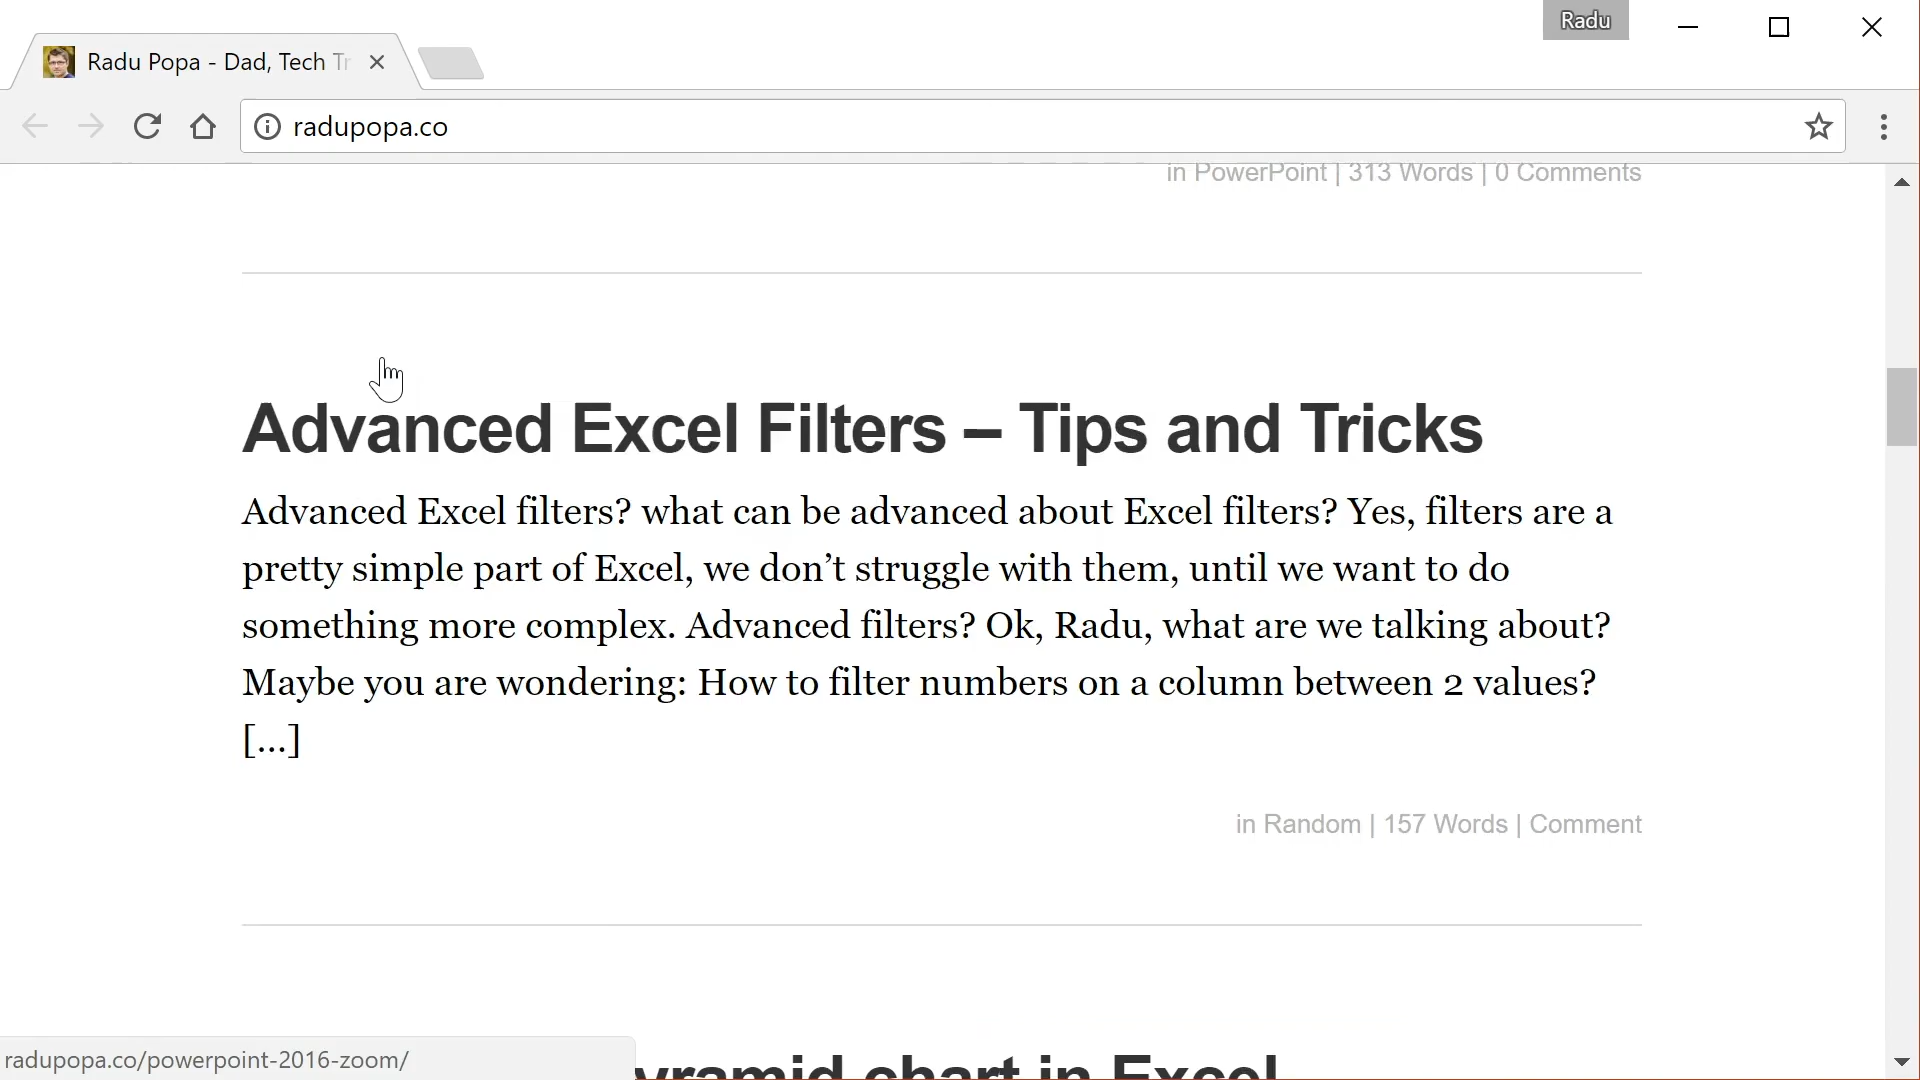 Radu
Radu Popa - Dad, Tech Tr
radupopa.co
in PowerPoint | 313 Words | 0 Comments
Advanced Excel Filters – Tips and Tricks
Advanced Excel filters? what can be advanced about Excel filters? Yes, filters are a
pretty simple part of Excel, we don’t struggle with them, until we want to do
something more complex. Advanced filters? Ok, Radu, what are we talking about?
Maybe you are wondering: How to filter numbers on a column between 2 values?
[…]
in Random | 157 Words | Comment
radupopa.co/powerpoint-2016-zoom/
yramid chart in Excel